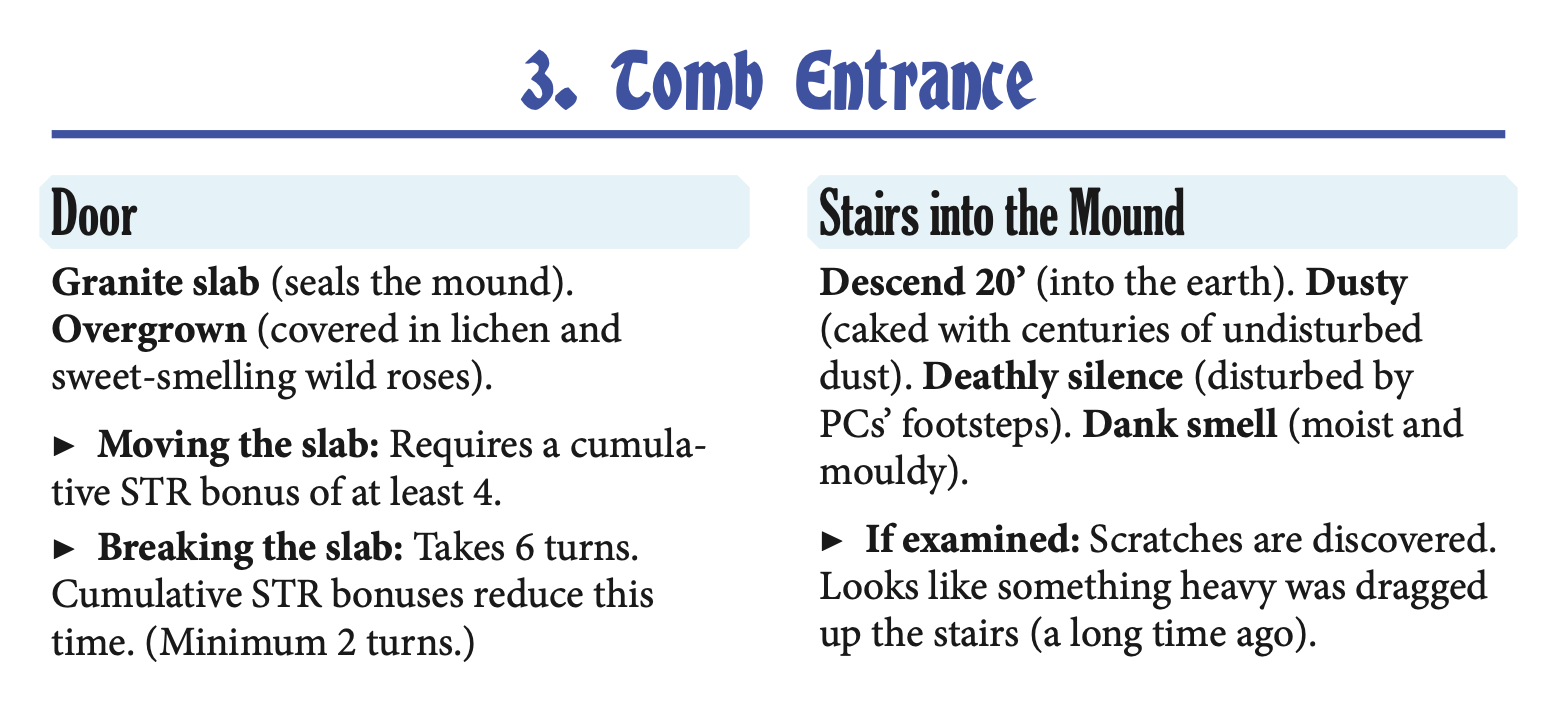 3. Tomb Entrance
Door
Granite slab (seals the mound).
Overgrown (covered in lichen and
sweet-smelling wild roses).
► Moving the slab: Requires a cumula-
tive STR bonus of at least 4.
► Breaking the slab: Takes 6 turns.
Cumulative STR bonuses reduce this
time. (Minimum 2 turns.)
Stairs into the Mound
Descend 20’ (into the earth). Dusty
(caked with centuries of undisturbed
dust). Deathly silence (disturbed by
PCs’ footsteps). Dank smell (moist and
mouldy).
► If examined: Scratches are discovered.
Looks like something heavy was dragged
up the stairs (a long time ago).